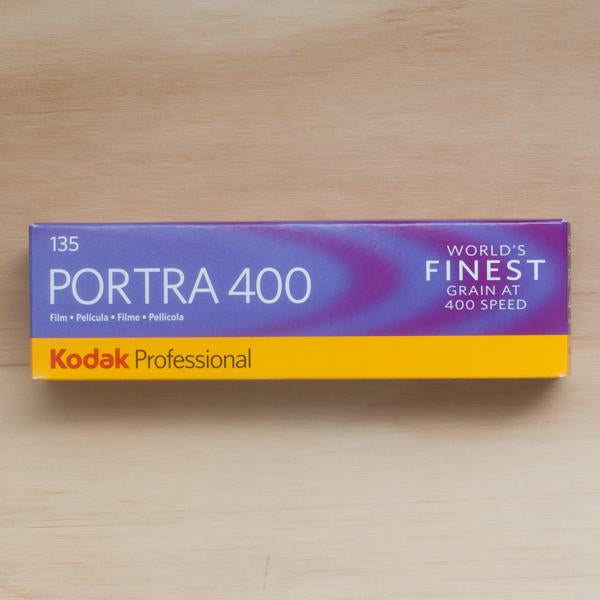 135
PORTRA 400
Film • Película • Filme • Pellicola
Kodak Professional
WORLD'S
FINEST
GRAIN AT
400 SPEED